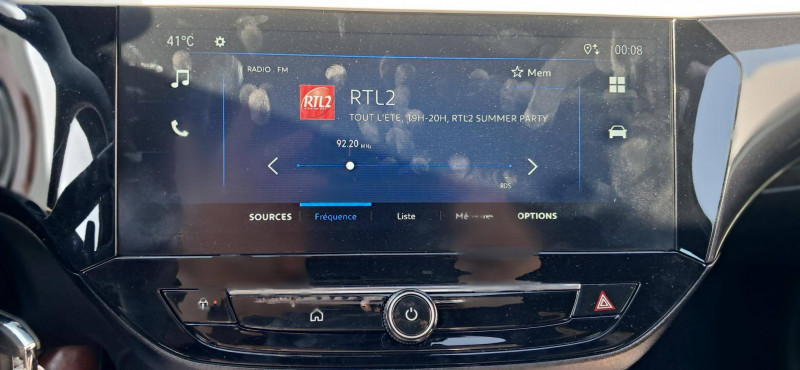 41°C
00:08
RADIO . FM
Mem
RTL2
RTL2
TOUT L'ETE, 19H-20H, RTL2 SUMMER PARTY
92.20 MHz
RDS
SOURCES
Fréquence
Liste
OPTIONS